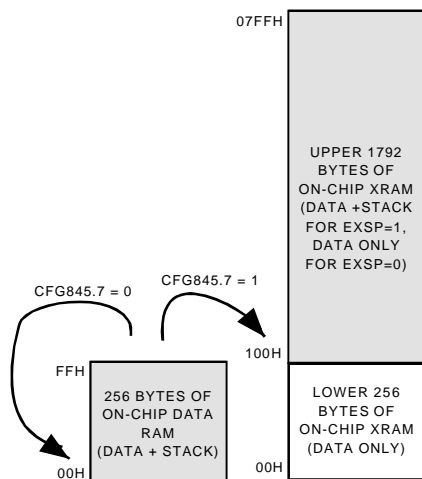 07FFH
UPPER 1792
BYTES OF
ON-CHIP XRAM
(DATA +STACK
FOR EXSP=1,
DATA ONLY
FOR EXSP=0)
CFG845.7 = 0
CFG845.7 = 1
100H
FFH
256 BYTES OF
ON-CHIP DATA
RAM
(DATA + STACK)
00H
LOWER 256
BYTES OF
ON-CHIP XRAM
(DATA ONLY)
00H